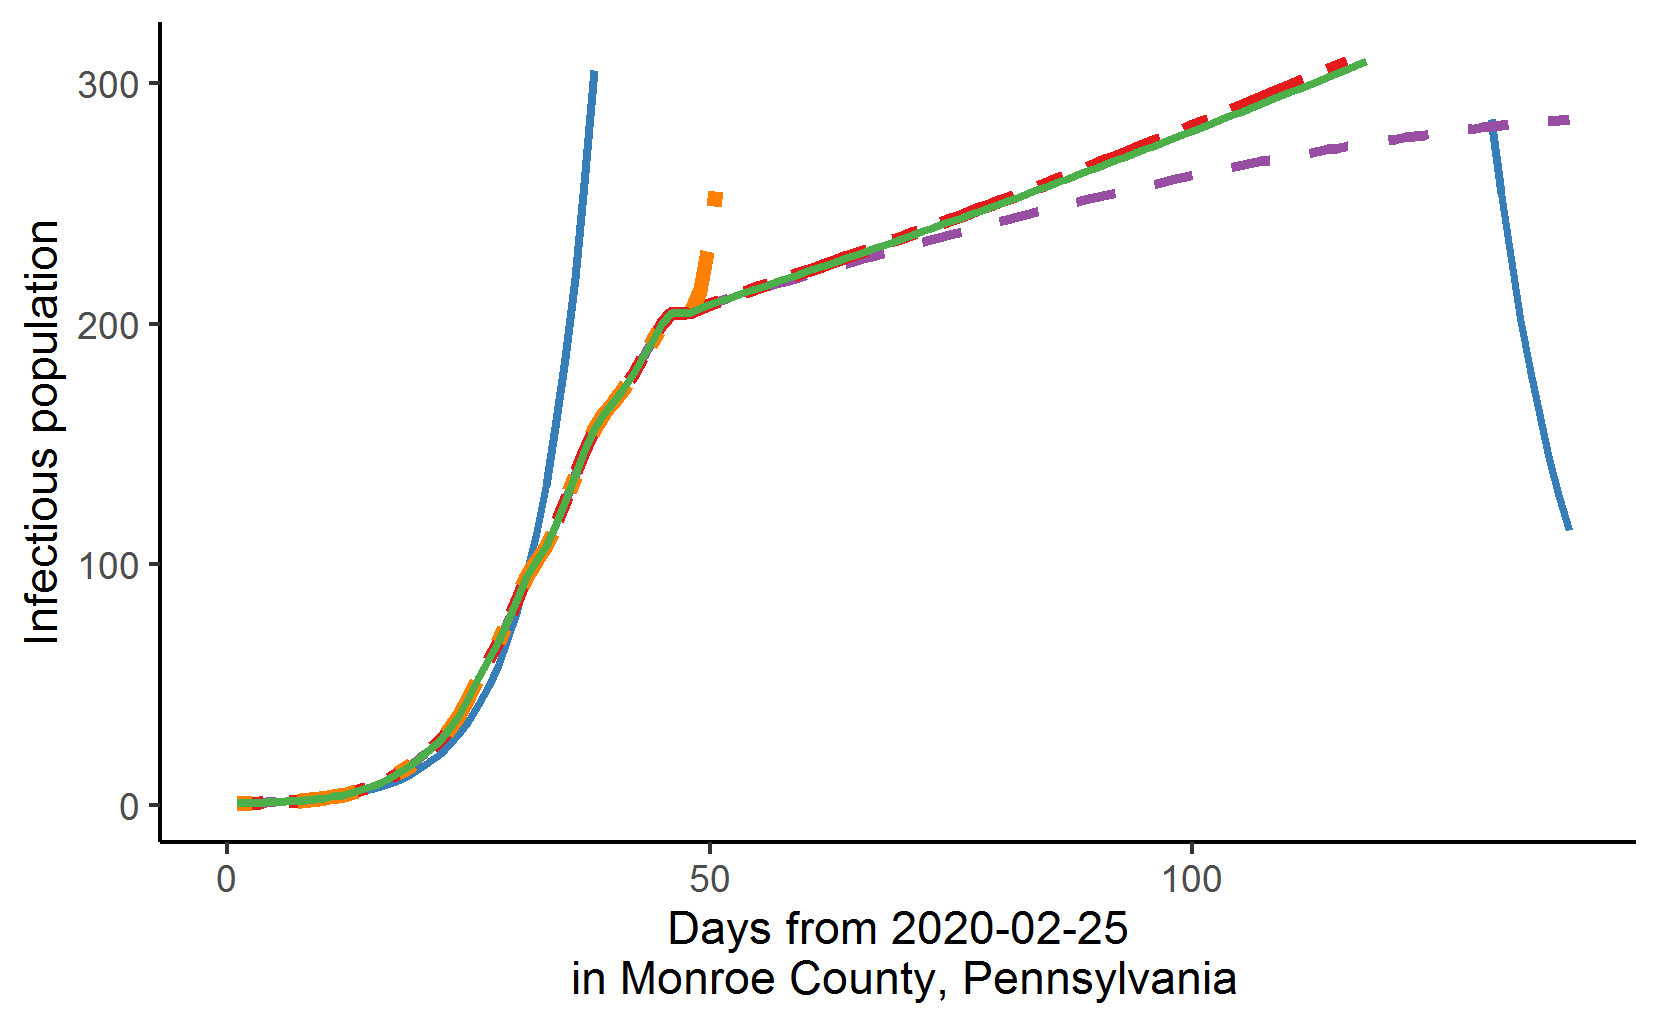 Infectious population
300
200
100
0
0 50 100
Days from 2020-02-25
in Monroe County, Pennsylvania